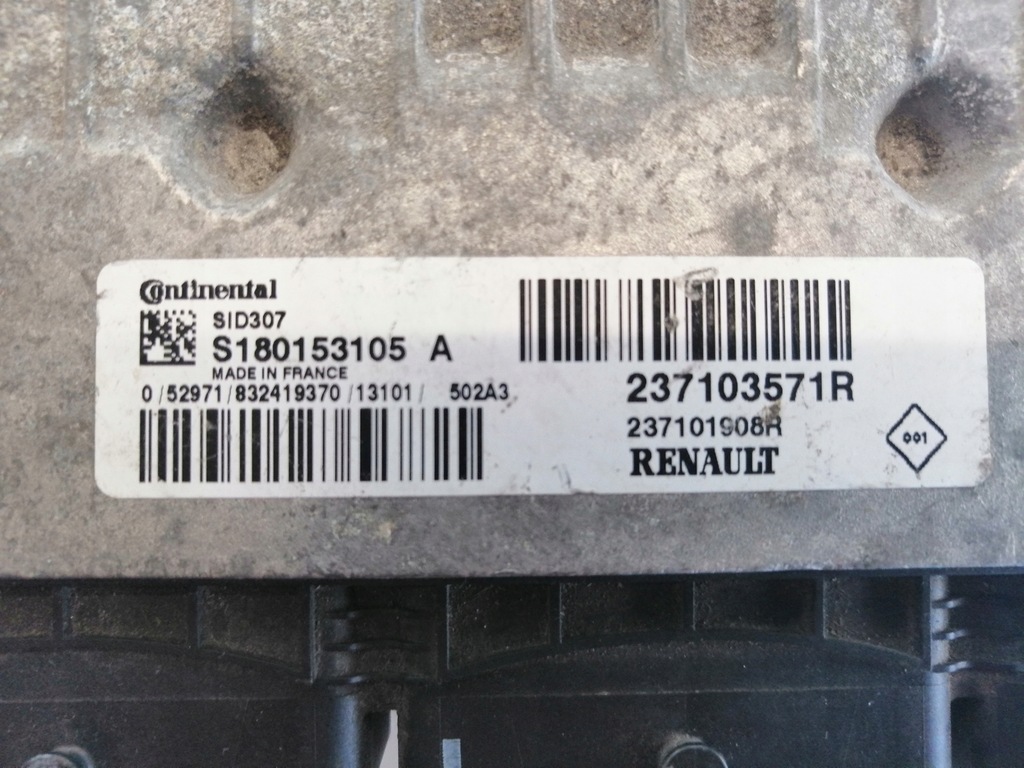 Continental
SID307
S180153105 A
MADE IN FRANCE
0/52971/832419370/13101/ 502A3
237103571R
237101908R
RENAULT
001